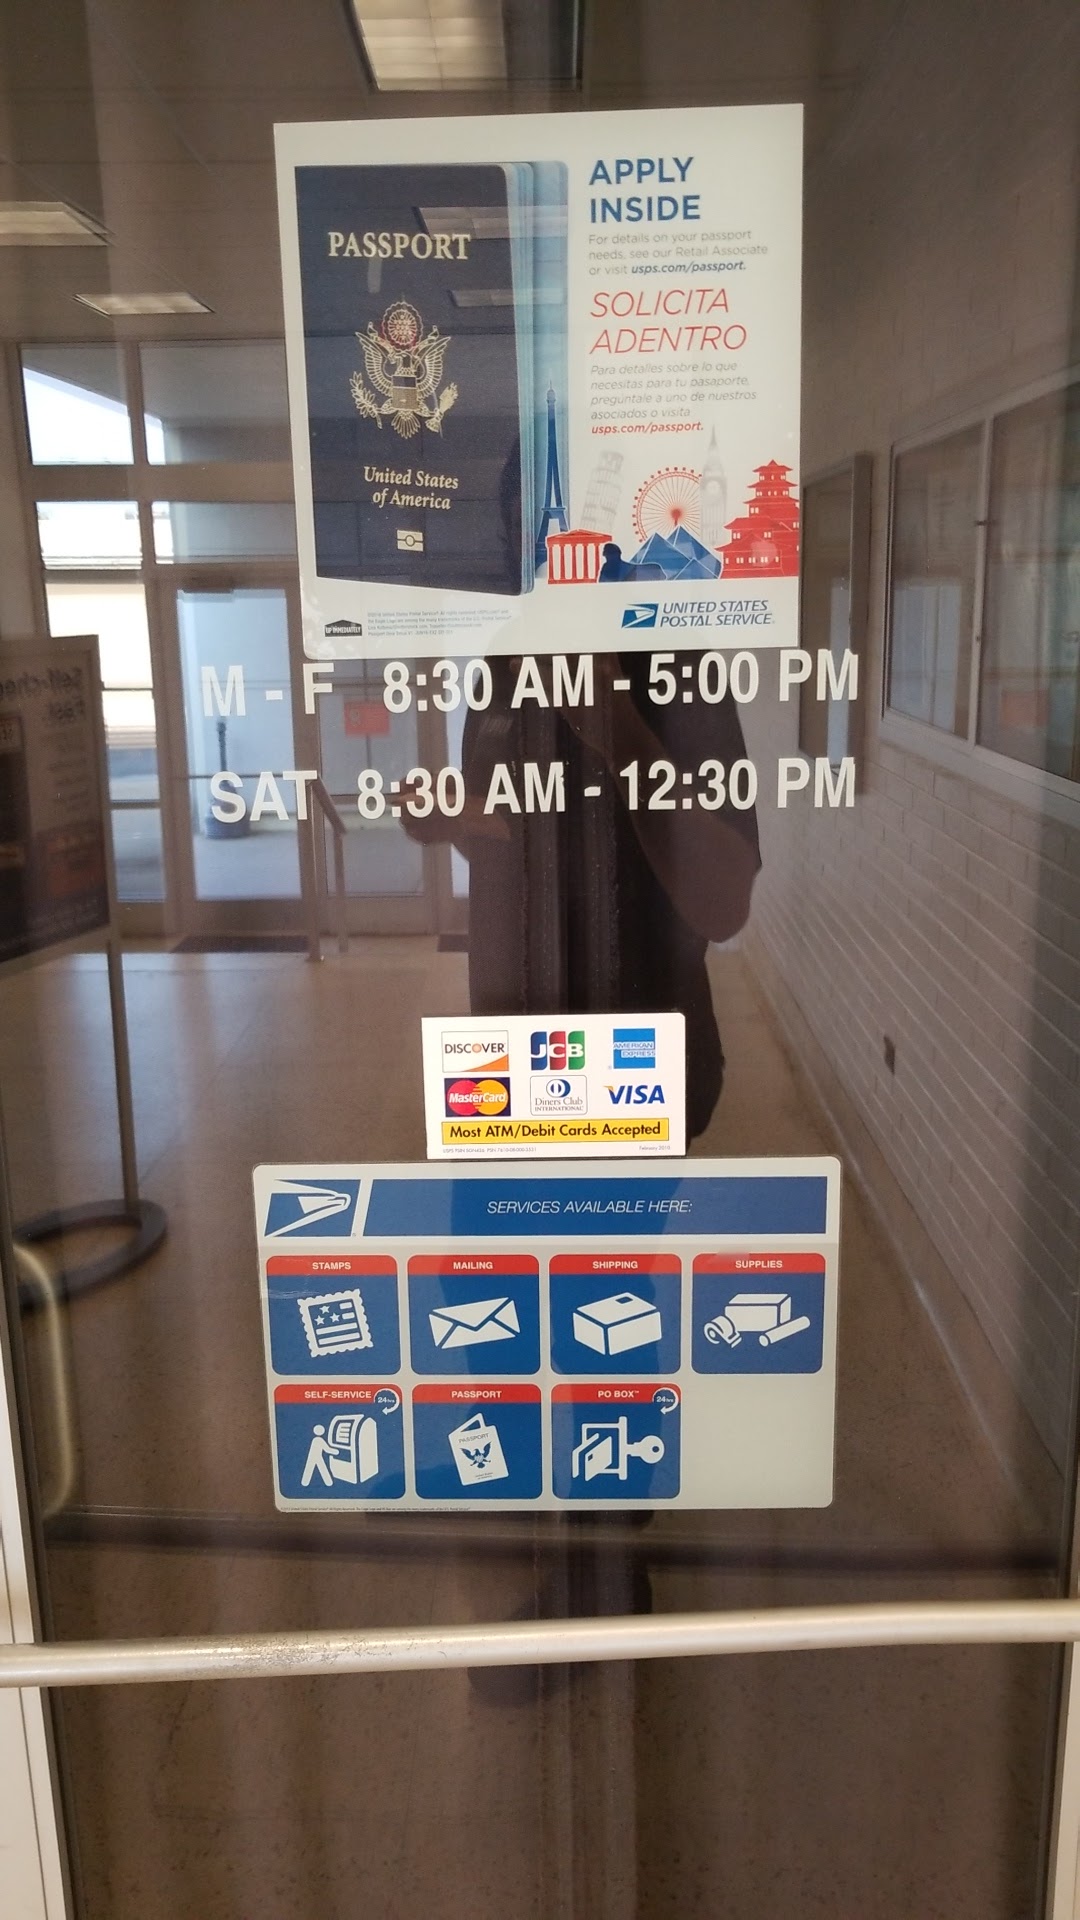 APPLY
INSIDE
For details on your passport
needs, see our Retail Associate
or visit usps.com/passport.
PASSPORT
SOLICITA
ADENTRO
Para detalles sobre lo que
necesitas para tu pasaporte,
pregúntale a uno de nuestros
asociados o visita
usps.com/passport.
United States
of America
UNITED STATES
POSTAL SERVICE
M - F 8:30 AM - 5:00 PM
SAT 8:30 AM - 12:30 PM
DISCOVER JCB AMERICAN EXPRESS
MasterCard Diners Club INTERNATIONAL VISA
Most ATM/Debit Cards Accepted
SERVICES AVAILABLE HERE:
STAMPS MAILING SHIPPING SUPPLIES
SELF-SERVICE 24hrs PASSPORT PO BOX™ 24hrs
PASSPORT